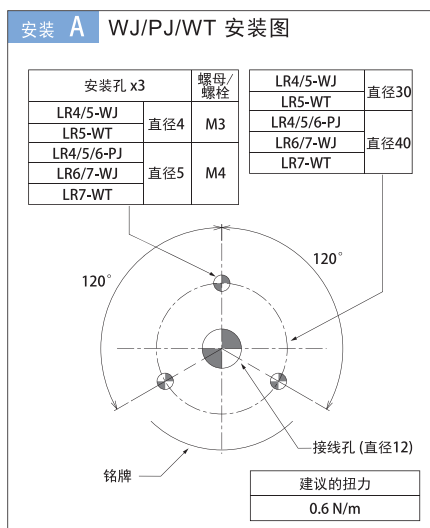 安装 A WJ/PJ/WT 安装图
安装孔 x3
螺母/
螺栓
LR4/5-WJ
LR5-WT
直径4
M3
LR4/5/6-PJ
LR6/7-WJ
LR7-WT
直径5
M4
LR4/5-WJ
LR5-WT
直径30
LR4/5/6-PJ
LR6/7-WJ
LR7-WT
直径40
120°
120°
接线孔 (直径12)
铭牌
建议的扭力
0.6 N/m